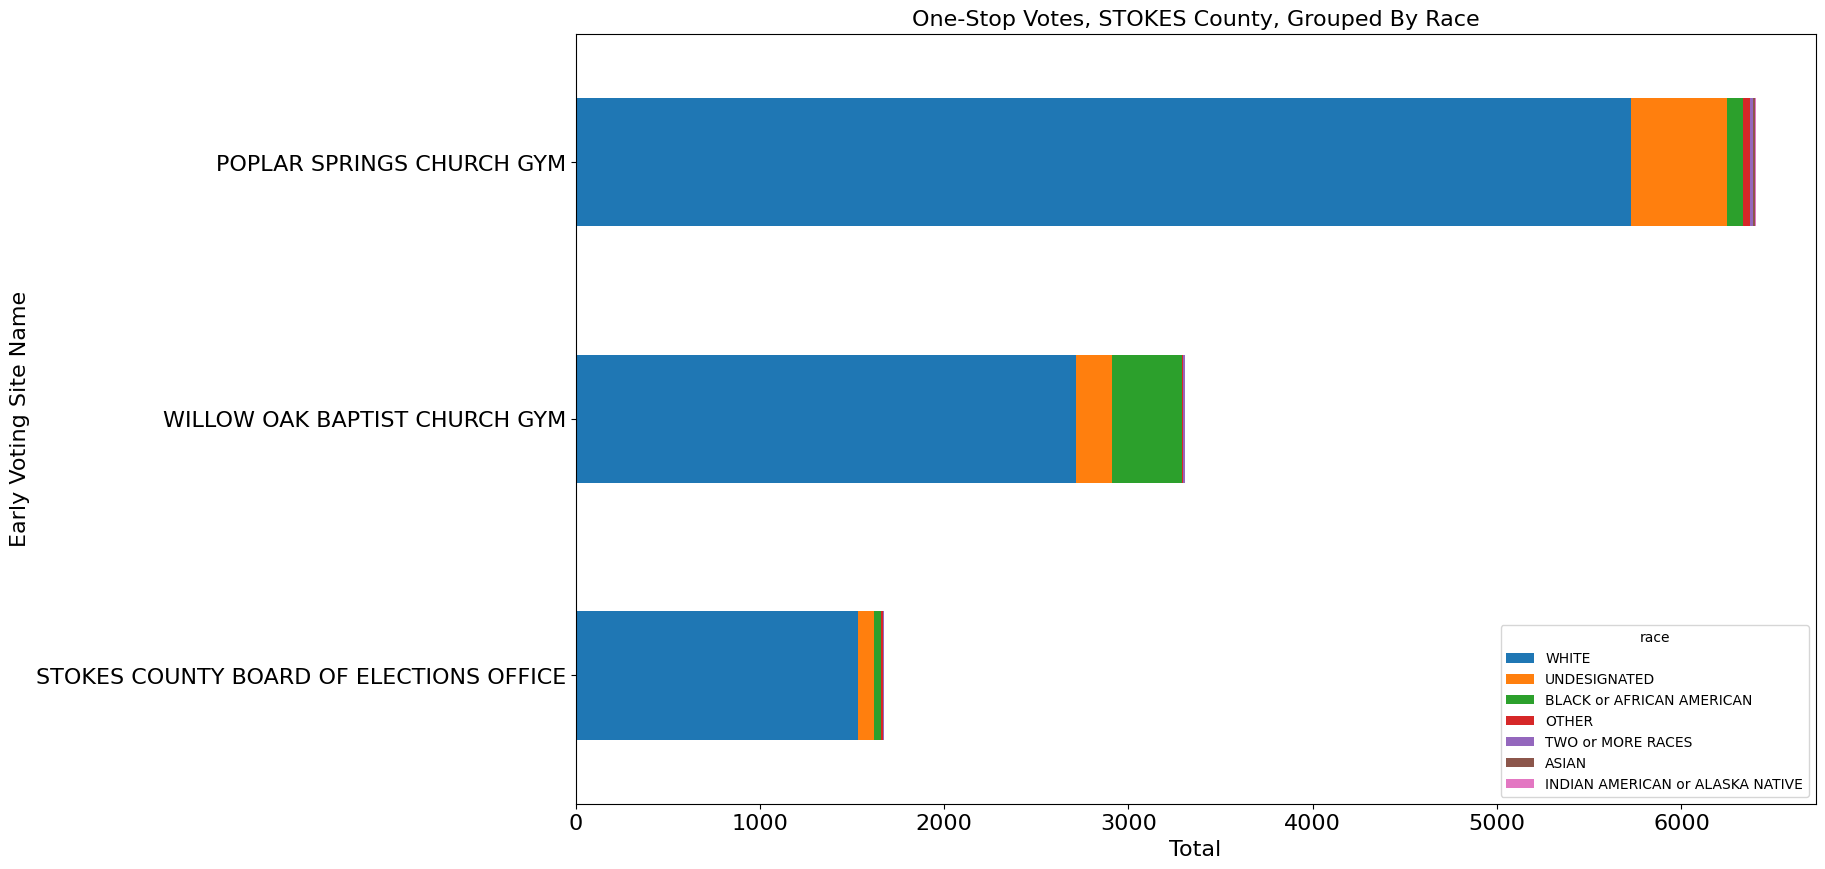 One-Stop Votes, STOKES County, Grouped By Race
Early Voting Site Name
POPLAR SPRINGS CHURCH GYM
WILLOW OAK BAPTIST CHURCH GYM
STOKES COUNTY BOARD OF ELECTIONS OFFICE
race
WHITE
UNDESIGNATED
BLACK or AFRICAN AMERICAN
OTHER
TWO or MORE RACES
ASIAN
INDIAN AMERICAN or ALASKA NATIVE
0 1000 2000 3000 4000 5000 6000
Total